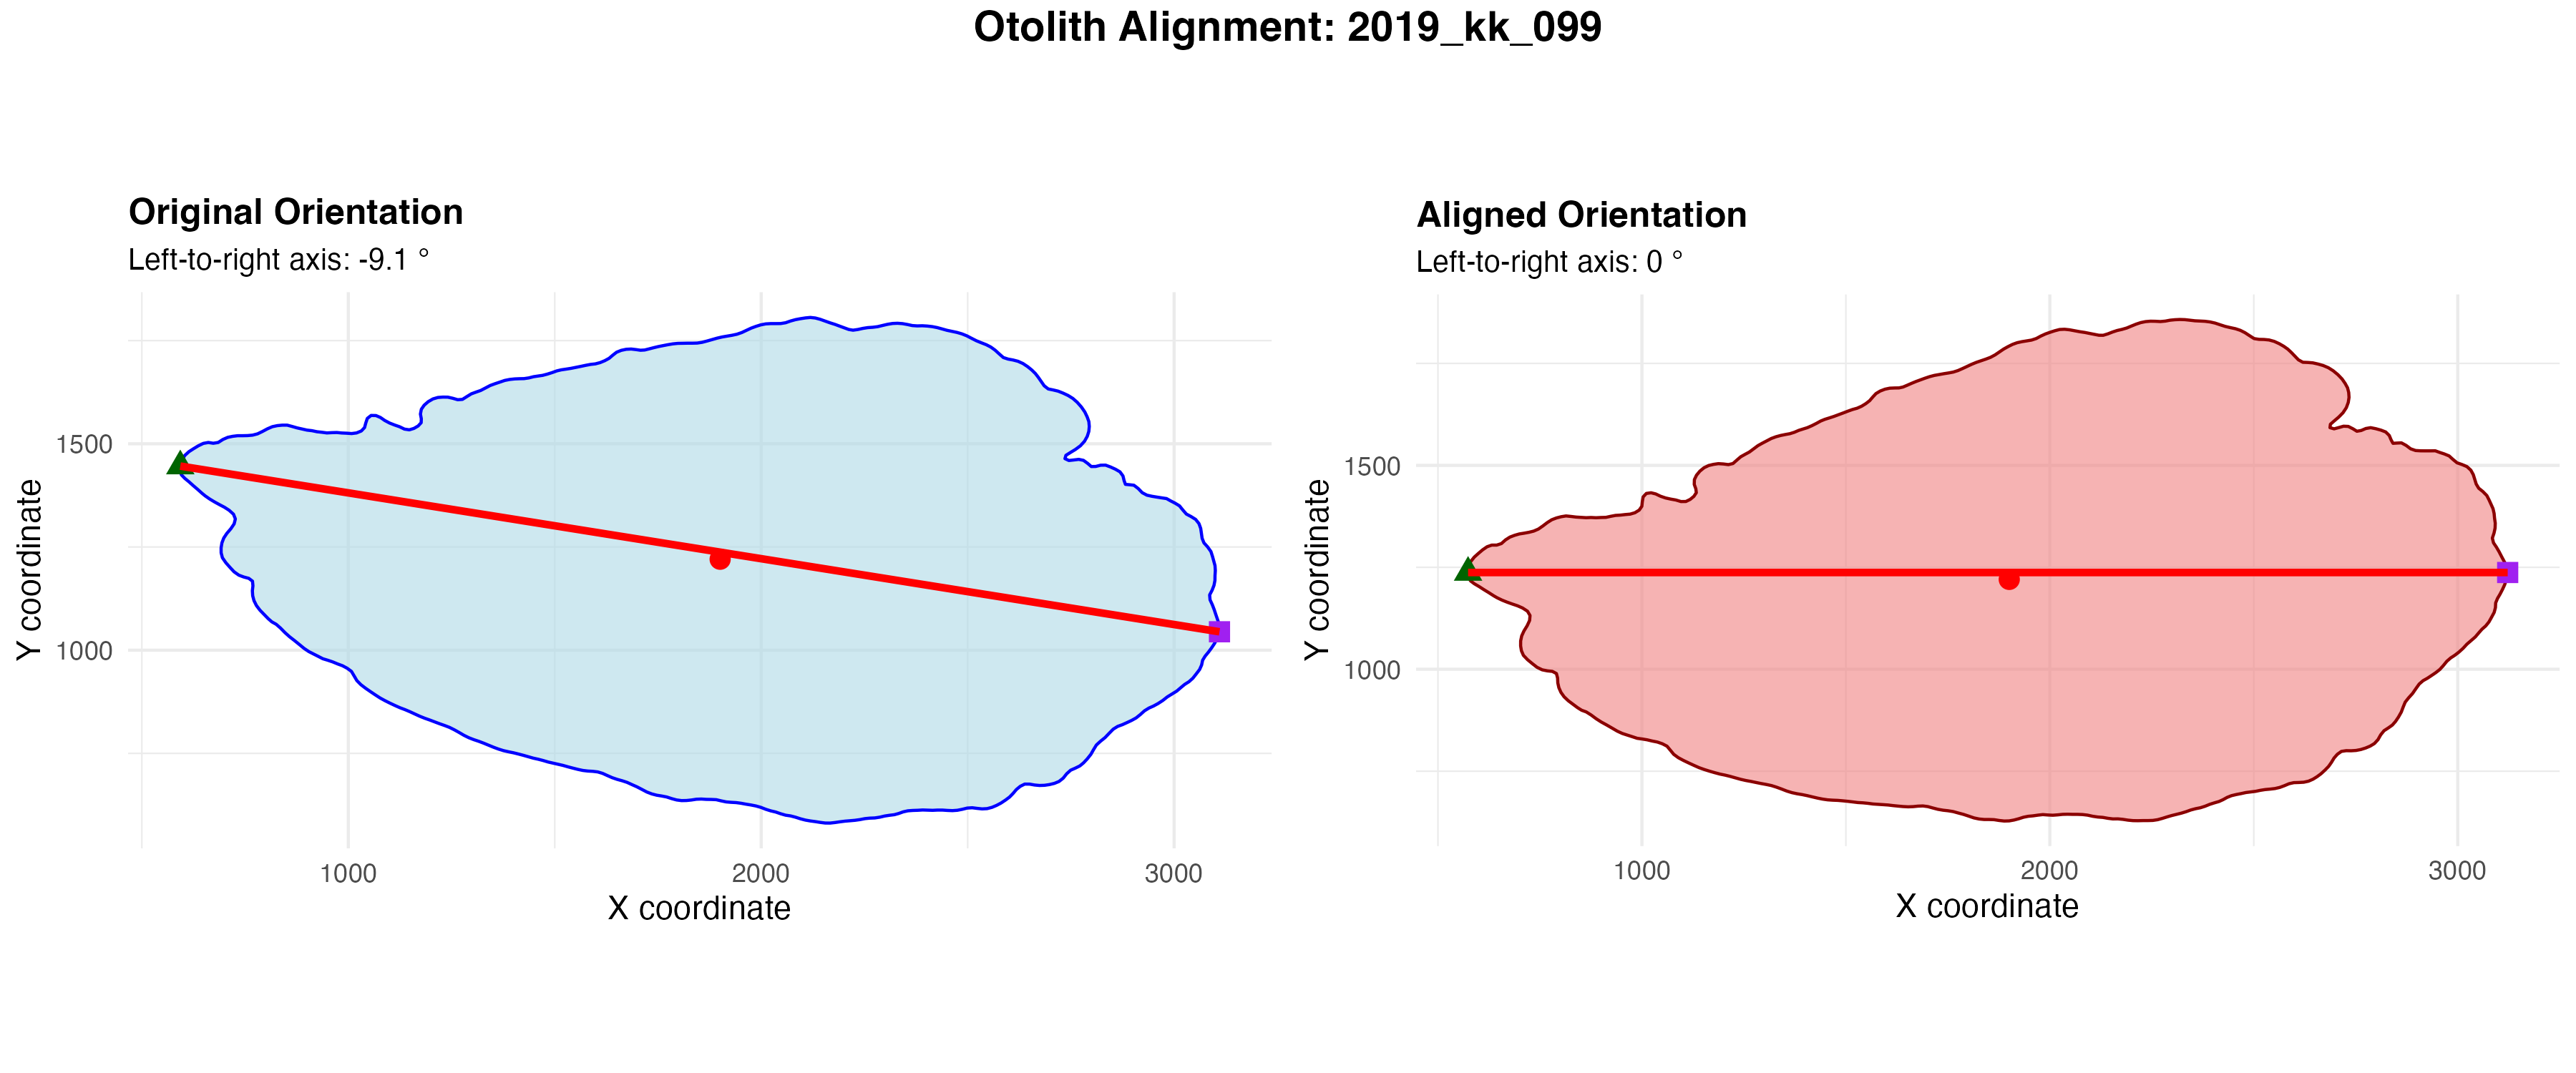 Otolith Alignment: 2019_kk_099
Original Orientation
Left-to-right axis: -9.1 °
Y coordinate
1500
1000
1000
2000
3000
X coordinate
Aligned Orientation
Left-to-right axis: 0 °
Y coordinate
1500
1000
1000
2000
3000
X coordinate